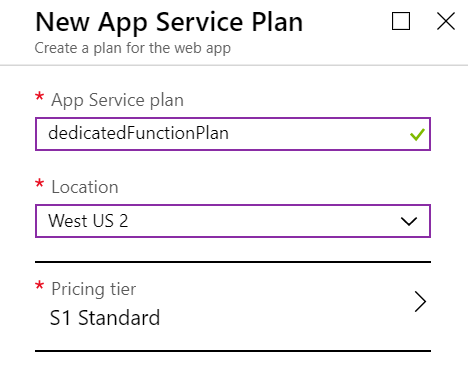 New App Service Plan
Create a plan for the web app
* App Service plan
dedicatedFunctionPlan
* Location
West US 2
* Pricing tier
S1 Standard